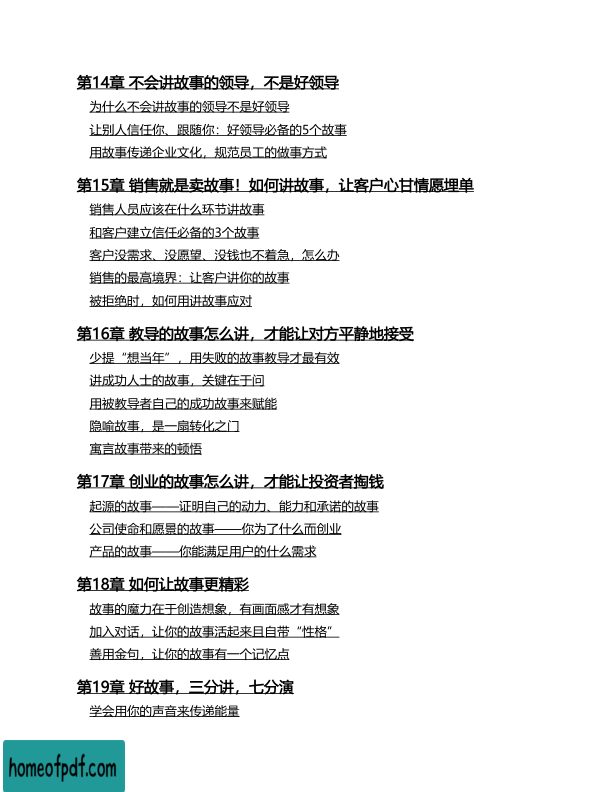 第14章 不会讲故事的领导，不是好领导
为什么不会讲故事的领导不是好领导
让别人信任你、跟随你：好领导必备的5个故事
用故事传递企业文化，规范员工的做事方式
第15章 销售就是卖故事！如何讲故事，让客户心甘情愿埋单
销售人员应该在什么环节讲故事
和客户建立信任必备的3个故事
客户没需求、没愿望、没钱也不着急，怎么办
销售的最高境界：让客户讲你的故事
被拒绝时，如何用讲故事应对
第16章 教导的故事怎么讲，才能让对方平静地接受
少提“想当年”，用失败的故事教导才最有效
讲成功人士的故事，关键在于问
用被教导者自己的成功故事来赋能
隐喻故事，是一扇转化之门
寓言故事带来的顿悟
第17章 创业的故事怎么讲，才能让投资者掏钱
起源的故事——证明自己的动力、能力和承诺的故事
公司使命和愿景的故事——你为了什么而创业
产品的故事——你能满足用户的什么需求
第18章 如何让故事更精彩
故事的魔力在于创造想象，有画面感才有想象
加入对话，让你的故事活起来且自带“性格”
善用金句，让你的故事有一个记忆点
第19章 好故事，三分讲，七分演
学会用你的声音来传递能量
homeofpdf.com